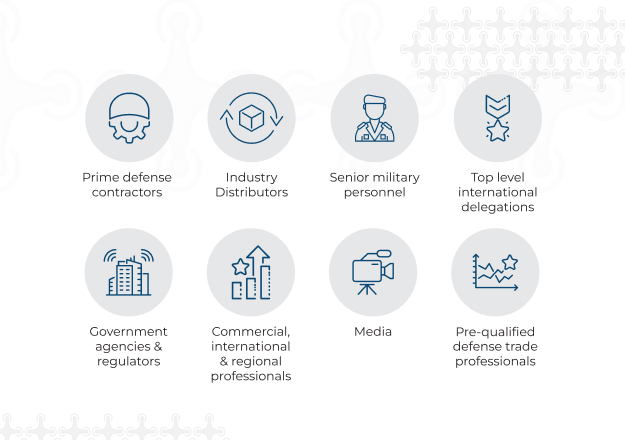 Prime defense
contractors
Industry
Distributors
Senior military
personnel
Top level
international
delegations
Government
agencies &
regulators
Commercial,
international
& regional
professionals
Media
Pre-qualified
defense trade
professionals